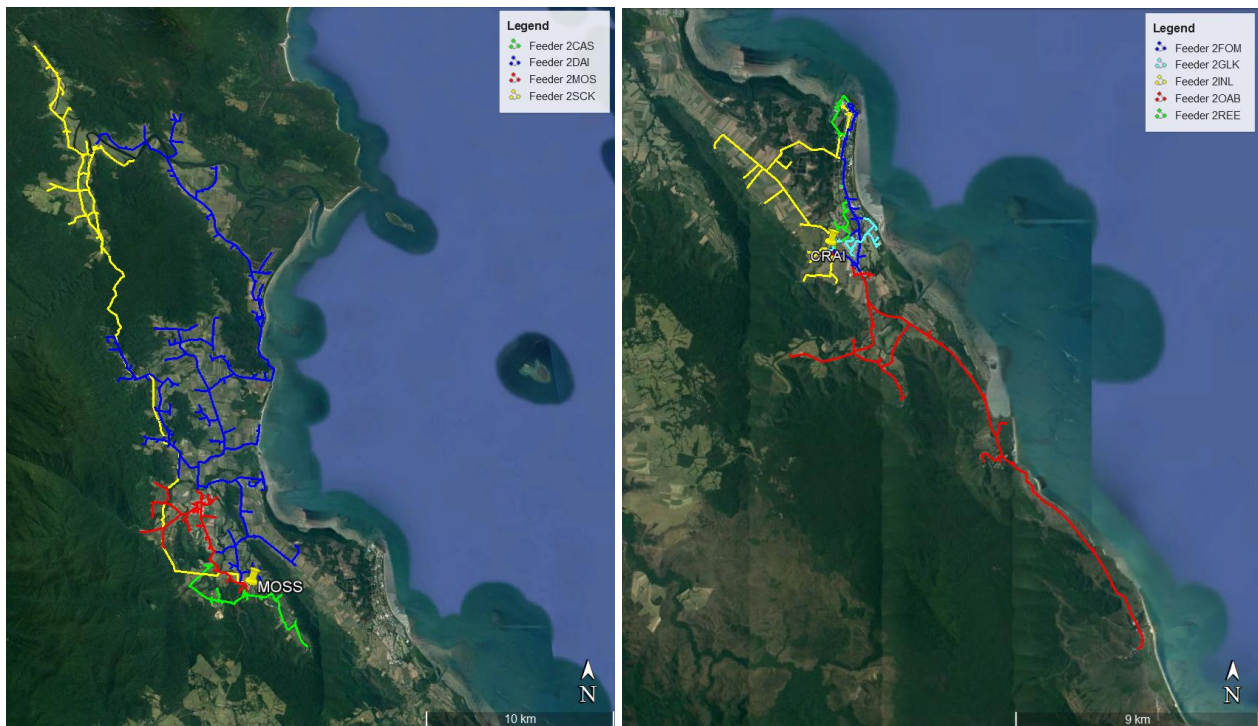 Legend
Feeder 2CAS
Feeder 2DAI
Feeder 2MOS
Feeder 2SCK
MOSS
N
10 km
Legend
Feeder 2FOM
Feeder 2GLK
Feeder 2INL
Feeder 2OAB
Feeder 2REE
CRAI
N
9 km